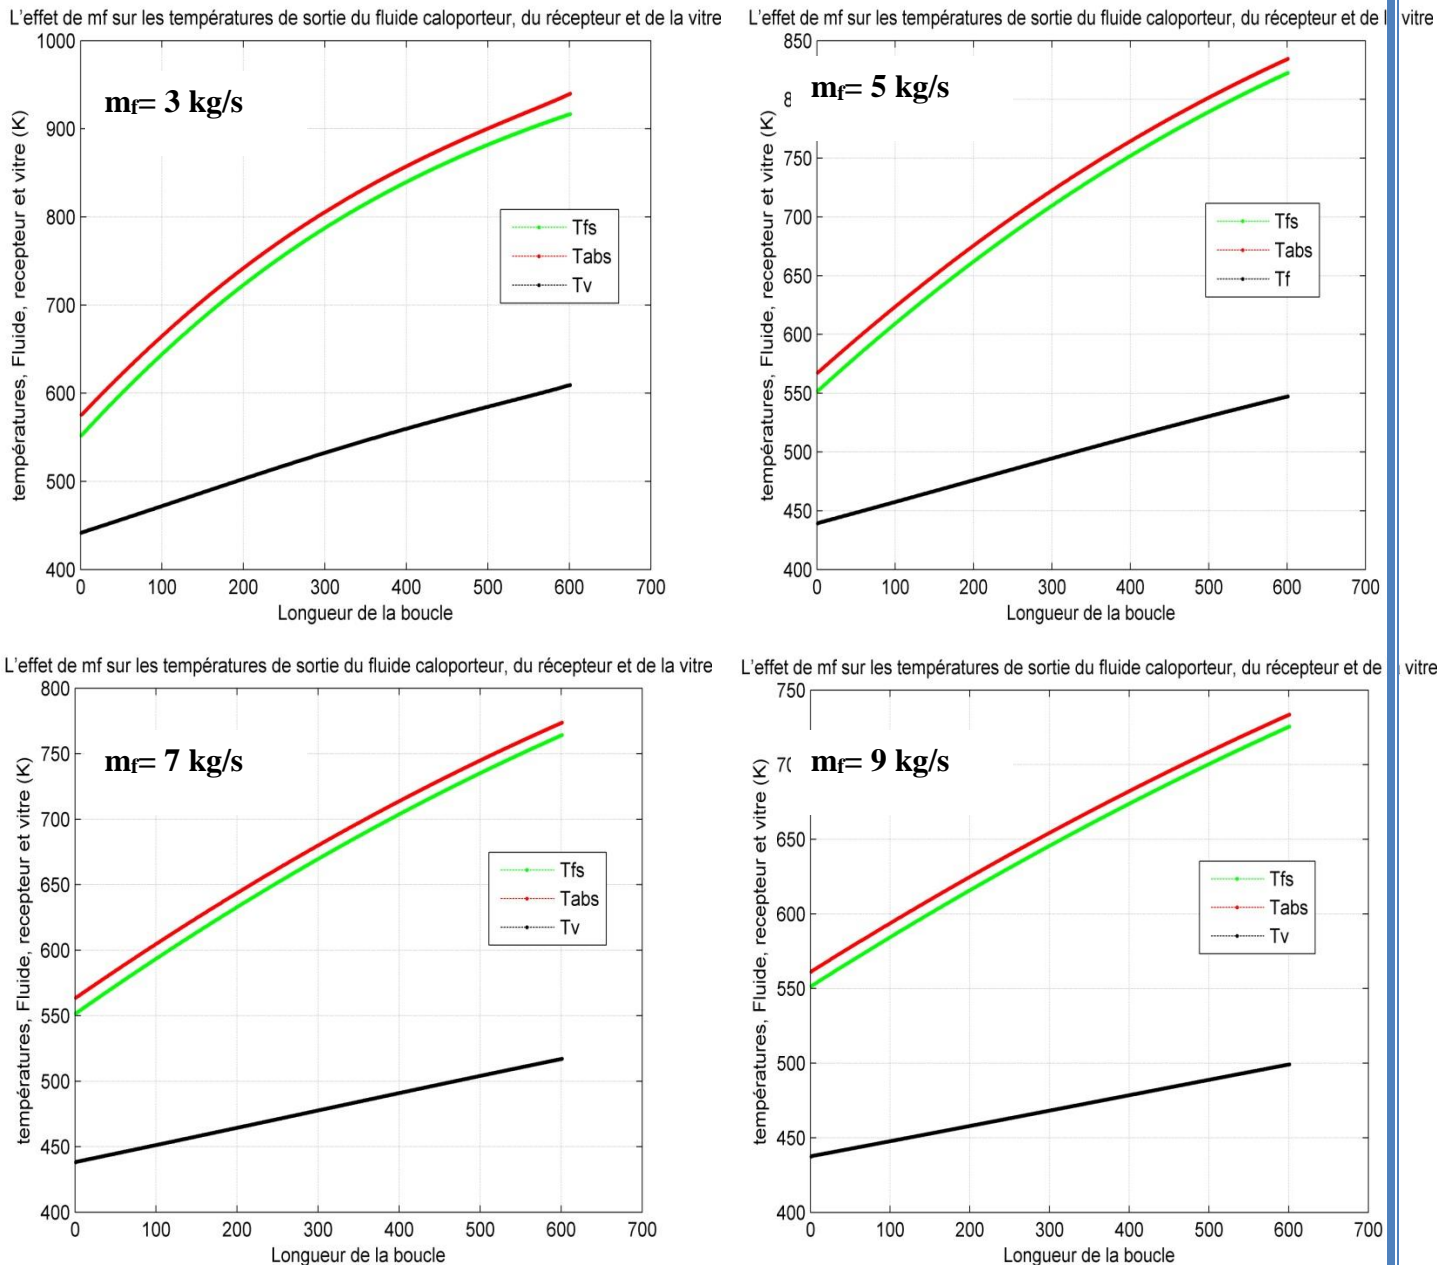 L'effet de mf sur les températures de sortie du fluide caloporteur, du récepteur et de la vitre
températures, Fluide, recepteur et vitre (K)
1000
900
800
700
600
500
400
mf= 3 kg/s
Tfs
Tabs
Tv
0 100 200 300 400 500 600 700
Longueur de la boucle
L'effet de mf sur les températures de sortie du fluide caloporteur, du récepteur et de vitre
températures, Fluide, recepteur et vitre (K)
850
8
750
700
650
600
550
500
450
400
mf= 5 kg/s
Tfs
Tabs
Tf
0 100 200 300 400 500 600 700
Longueur de la boucle
L'effet de mf sur les températures de sortie du fluide caloporteur, du récepteur et de la vitre
températures, Fluide, recepteur et vitre (K)
800
750
700
650
600
550
500
450
400
mf= 7 kg/s
Tfs
Tabs
Tv
0 100 200 300 400 500 600 700
Longueur de la boucle
L'effet de mf sur les températures de sortie du fluide caloporteur, du récepteur et de vitre
températures, Fluide, recepteur et vitre (K)
750
70
650
600
550
500
450
400
mf= 9 kg/s
Tfs
Tabs
Tv
0 100 200 300 400 500 600 700
Longueur de la boucle